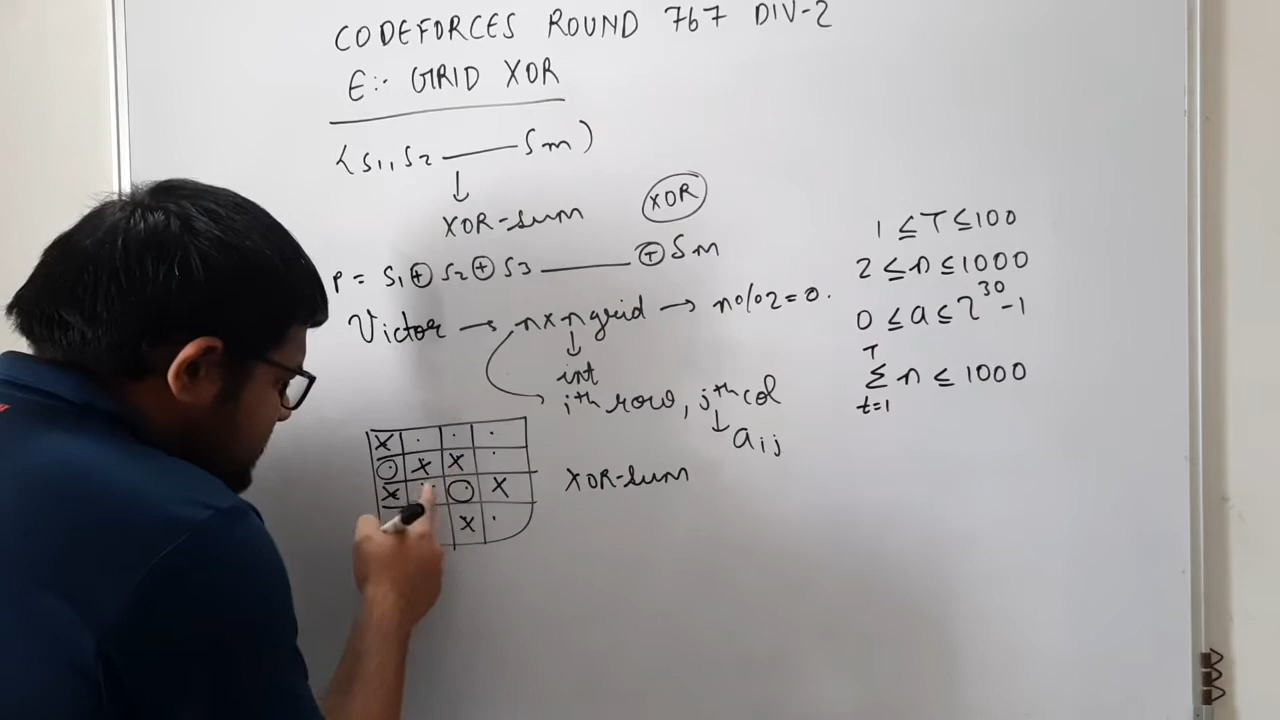 CODEFORCES ROUND 767 DIV-2
E:- GRID XOR
{S1, S2 —— Sm)
↓
XOR-sum
XOR
P = S1 ⊕ S2 ⊕ S3 —— ⊕ Sm
Victor → nxn grid → n%2=0.
↓
int
ith row, jth col
↓
aij
X . . .
O X X .
X . O X
X .
XOR-sum
1 ≤ T ≤ 100
2 ≤ n ≤ 1000
0 ≤ a ≤ 2^30 - 1
T
Σ n ≤ 1000
t=1